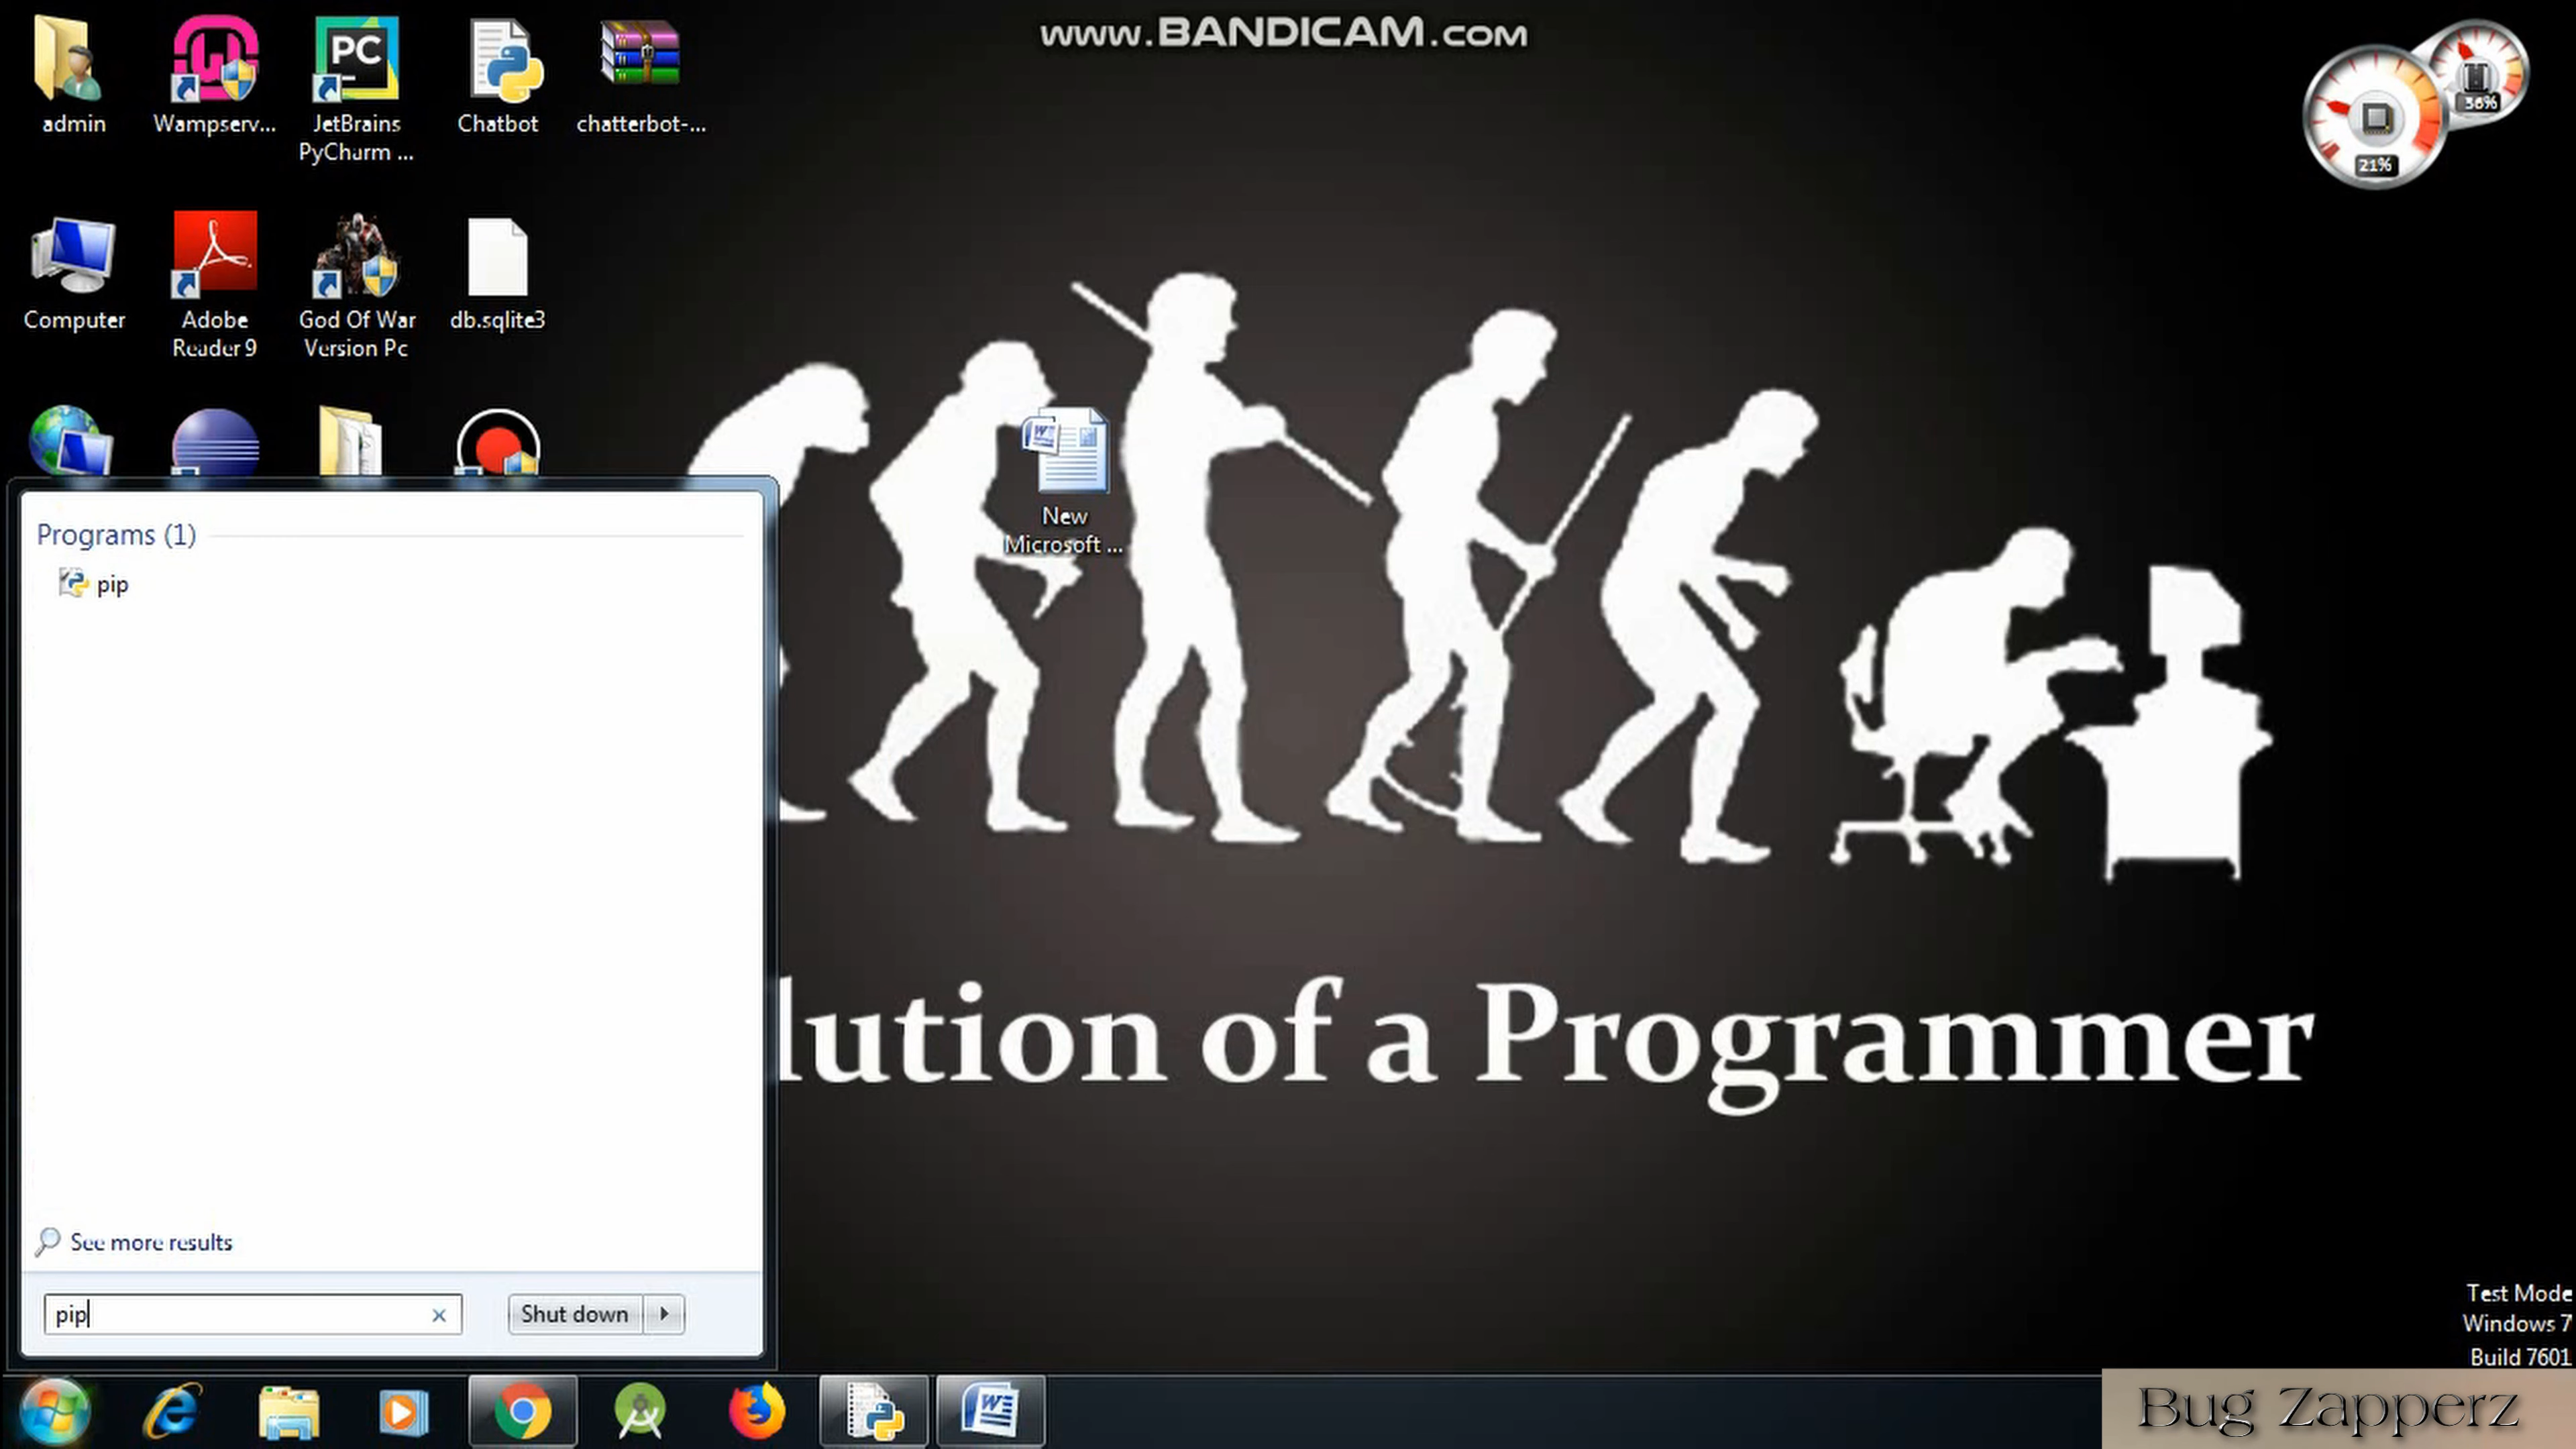 www.BANDICAM.com
admin
Wampserv...
JetBrains
PyCharm ...
Chatbot
chatterbot-...
PC
36%
21%
Computer
Adobe
Reader 9
God Of War
Version Pc
db.sqlite3
New
Microsoft ...
Programs (1)
pip
lution of a Programmer
See more results
pip
Shut down
Test Mode
Windows 7
Build 7601
Bug Zapperz